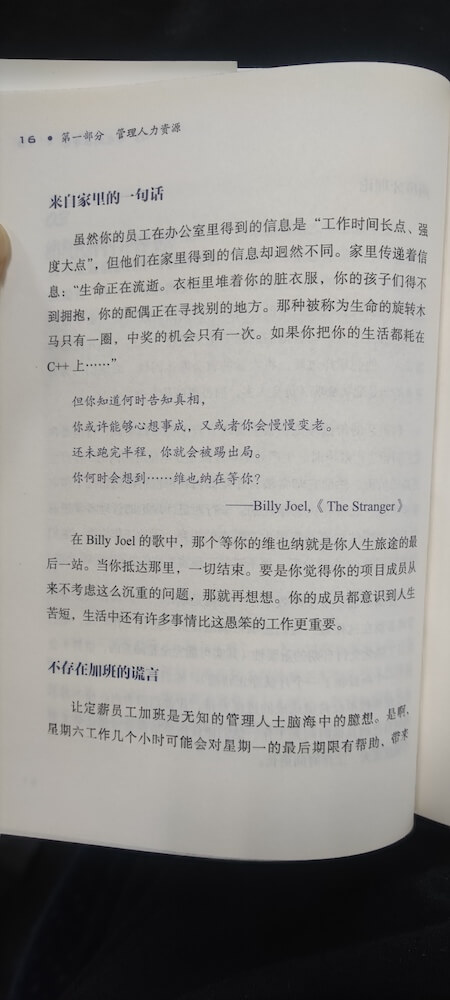 16 • 第一部分 管理人力资源
来自家里的一句话
虽然你的员工在办公室里得到的信息是“工作时间长点、强
度大点”，但他们在家里得到的信息却迥然不同。家里传递着信
息：“生命正在流逝。衣柜里堆着你的脏衣服，你的孩子们得不
到拥抱，你的配偶正在寻找别的地方。那种被称为生命的旋转木
马只有一圈，中奖的机会只有一次。如果你把你的生活都耗在
C++ 上……”
但你知道何时告知真相，
你或许能够心想事成，又或者你会慢慢变老。
还未跑完半程，你就会被踢出局。
你何时会想到……维也纳在等你？
——Billy Joel,《 The Stranger》
在 Billy Joel 的歌中，那个等你的维也纳就是你人生旅途的最
后一站。当你抵达那里，一切结束。要是你觉得你的项目成员从
来不考虑这么沉重的问题，那就再想想。你的成员都意识到人生
苦短，生活中还有许多事情比这愚笨的工作更重要。
不存在加班的谎言
让定薪员工加班是无知的管理人士脑海中的臆想。是啊，
星期六工作几个小时可能会对星期一的最后期限有帮助、带来